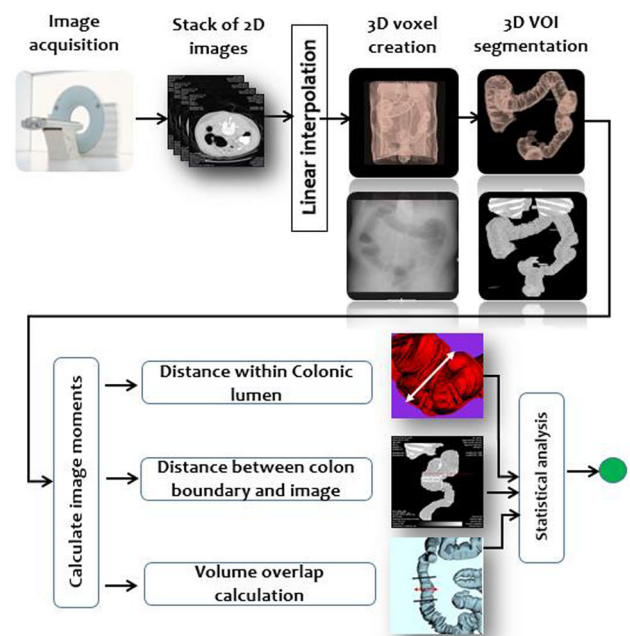 Image
acquisition
Stack of 2D
images
Linear interpolation
3D voxel
creation
3D VOI
segmentation
Calculate image moments
Distance within Colonic
lumen
Distance between colon
boundary and image
Volume overlap
calculation
Statistical analysis